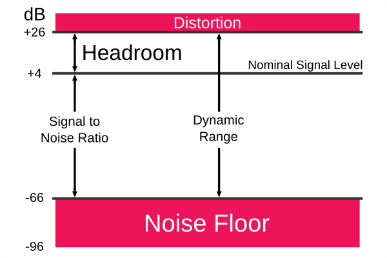 dB
Distortion
+26
Headroom
Nominal Signal Level
+4
Signal to
Noise Ratio
Dynamic
Range
-66
Noise Floor
-96